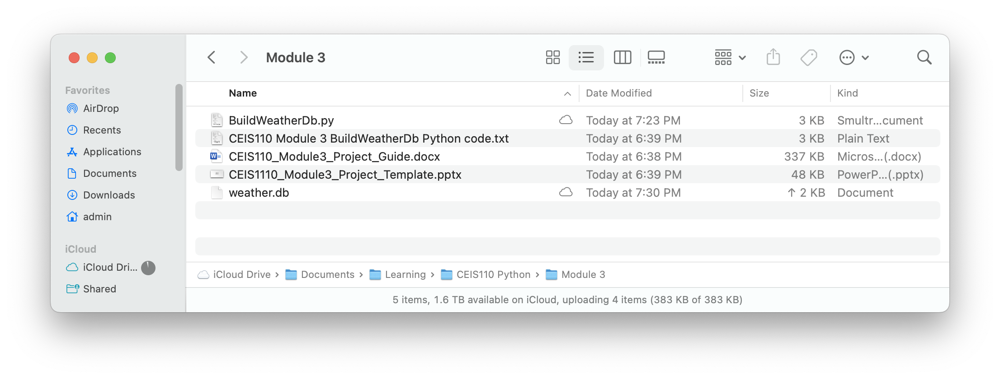 Module 3
Favorites
AirDrop
Recents
Applications
Documents
Downloads
admin
iCloud
iCloud Dri...
Shared
Name Date Modified Size Kind
BuildWeatherDb.py Today at 7:23 PM 3 KB Smultr...cument
CEIS110 Module 3 BuildWeatherDb Python code.txt Today at 6:39 PM 3 KB Plain Text
CEIS110_Module3_Project_Guide.docx Today at 6:38 PM 337 KB Micros...(.docx)
CEIS1110_Module3_Project_Template.pptx Today at 6:39 PM 48 KB PowerP...(.pptx)
weather.db Today at 7:30 PM ↑ 2 KB Document
iCloud Drive › Documents › Learning › CEIS110 Python › Module 3
5 items, 1.6 TB available on iCloud, uploading 4 items (383 KB of 383 KB)